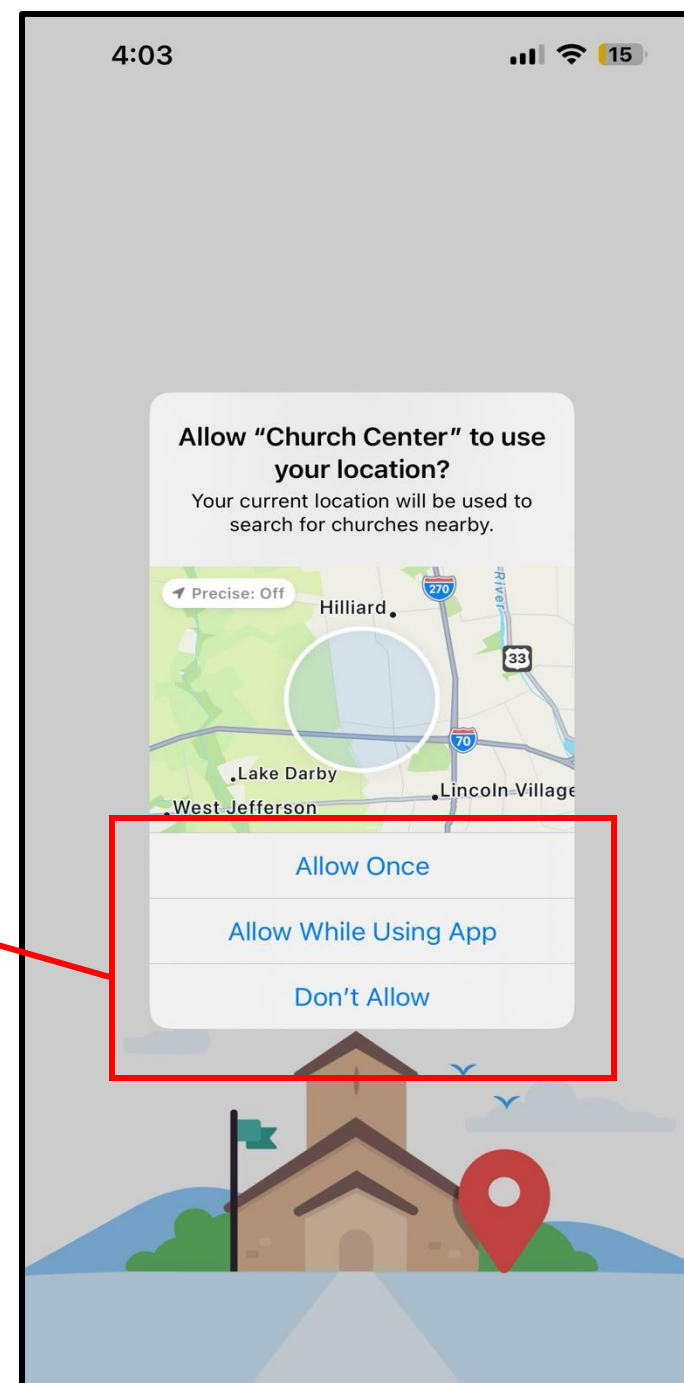 4:03
15
Allow “Church Center” to use
your location?
Your current location will be used to
search for churches nearby.
Precise: Off
Hilliard
270
River
33
70
Lake Darby
Lincoln Village
West Jefferson
Allow Once
Allow While Using App
Don’t Allow